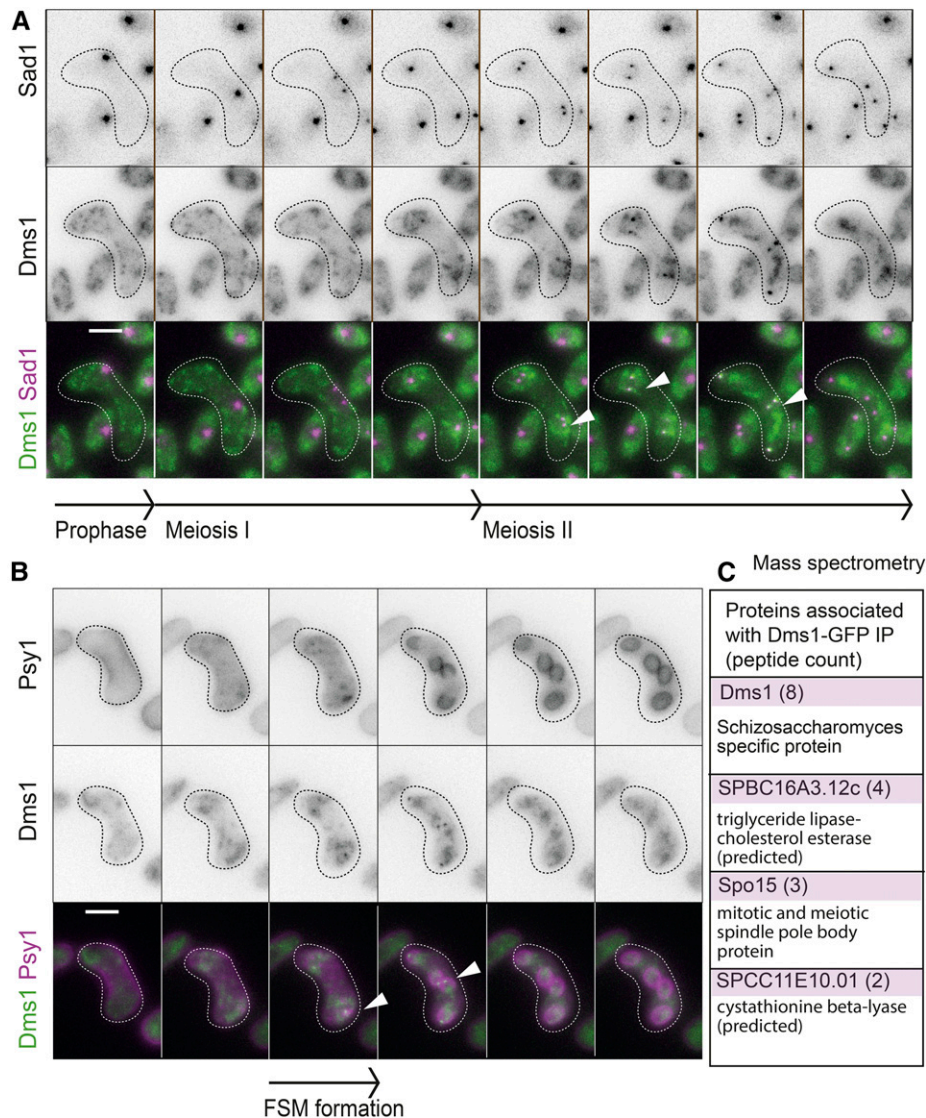 A
Sad1
Dms1
Dms1 Sad1
Prophase
Meiosis I
Meiosis II
B
Psy1
Dms1
Dms1 Psy1
FSM formation
C
Mass spectrometry
Proteins associated
with Dms1-GFP IP
(peptide count)
Dms1 (8)
Schizosaccharomyces
specific protein
SPBC16A3.12c (4)
triglyceride lipase-
cholesterol esterase
(predicted)
Spo15 (3)
mitotic and meiotic
spindle pole body
protein
SPCC11E10.01 (2)
cystathionine beta-lyase
(predicted)